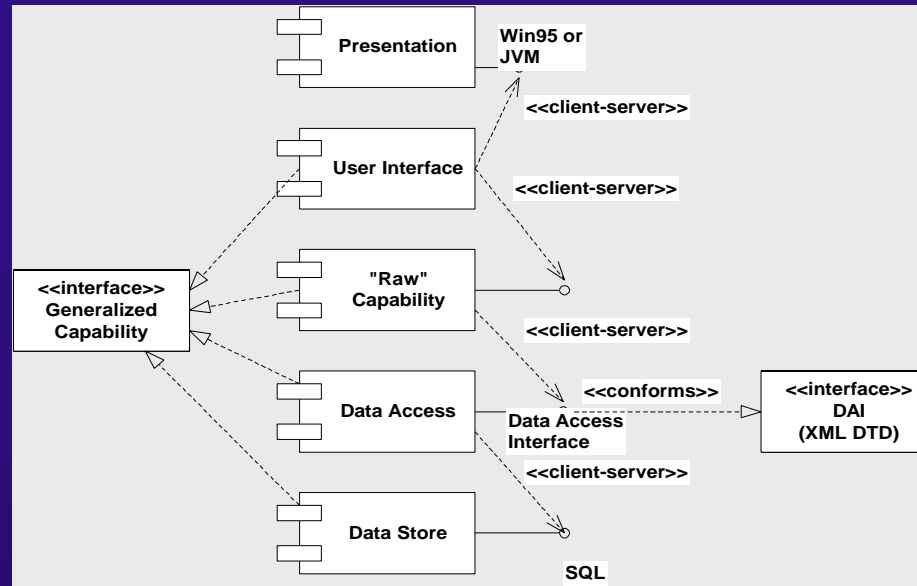 Presentation
Win95 or
JVM
<<client-server>>
User Interface
<<client-server>>
<<interface>>
Generalized
Capability
"Raw"
Capability
<<client-server>>
<<conforms>>
<<interface>>
DAI
(XML DTD)
Data Access
Data Access
Interface
<<client-server>>
Data Store
SQL